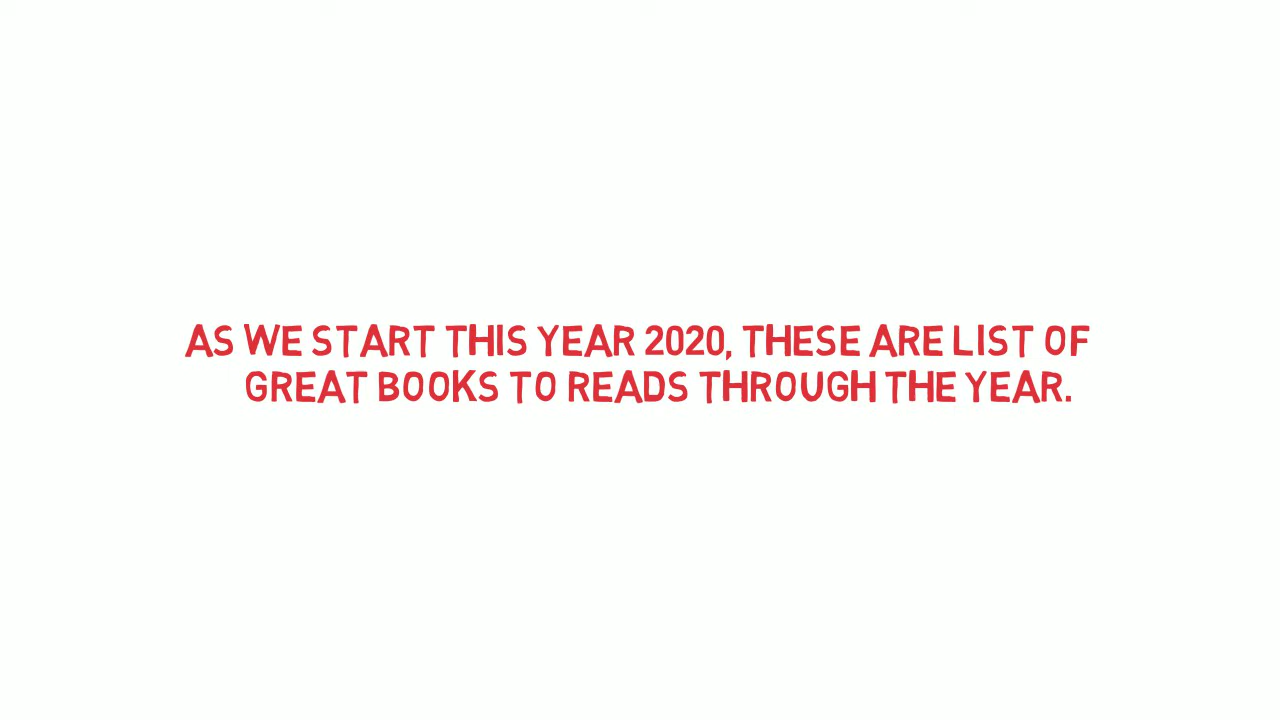 AS WE START THIS YEAR 2020, THESE ARE LIST OF
GREAT BOOKS TO READS THROUGH THE YEAR.